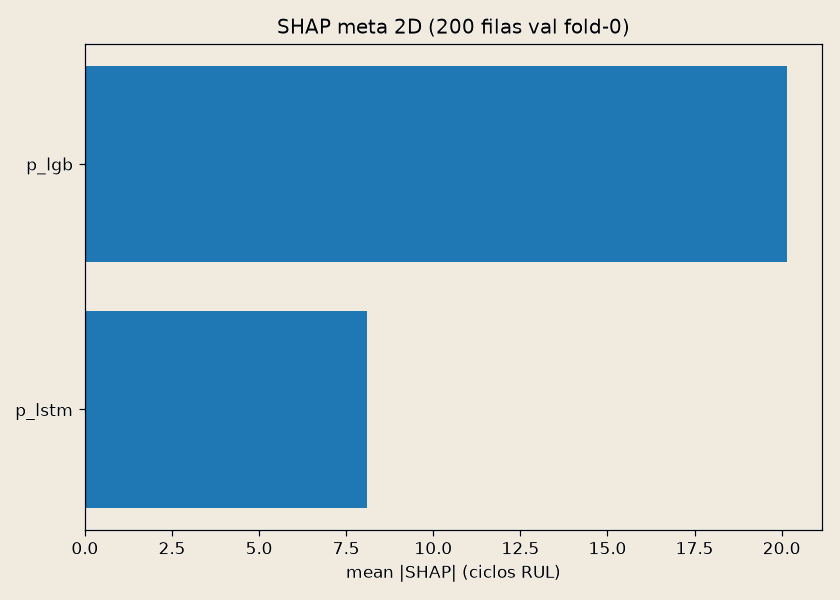 SHAP meta 2D (200 filas val fold-0)
p_lgb
p_lstm
0.0 2.5 5.0 7.5 10.0 12.5 15.0 17.5 20.0
mean |SHAP| (ciclos RUL)